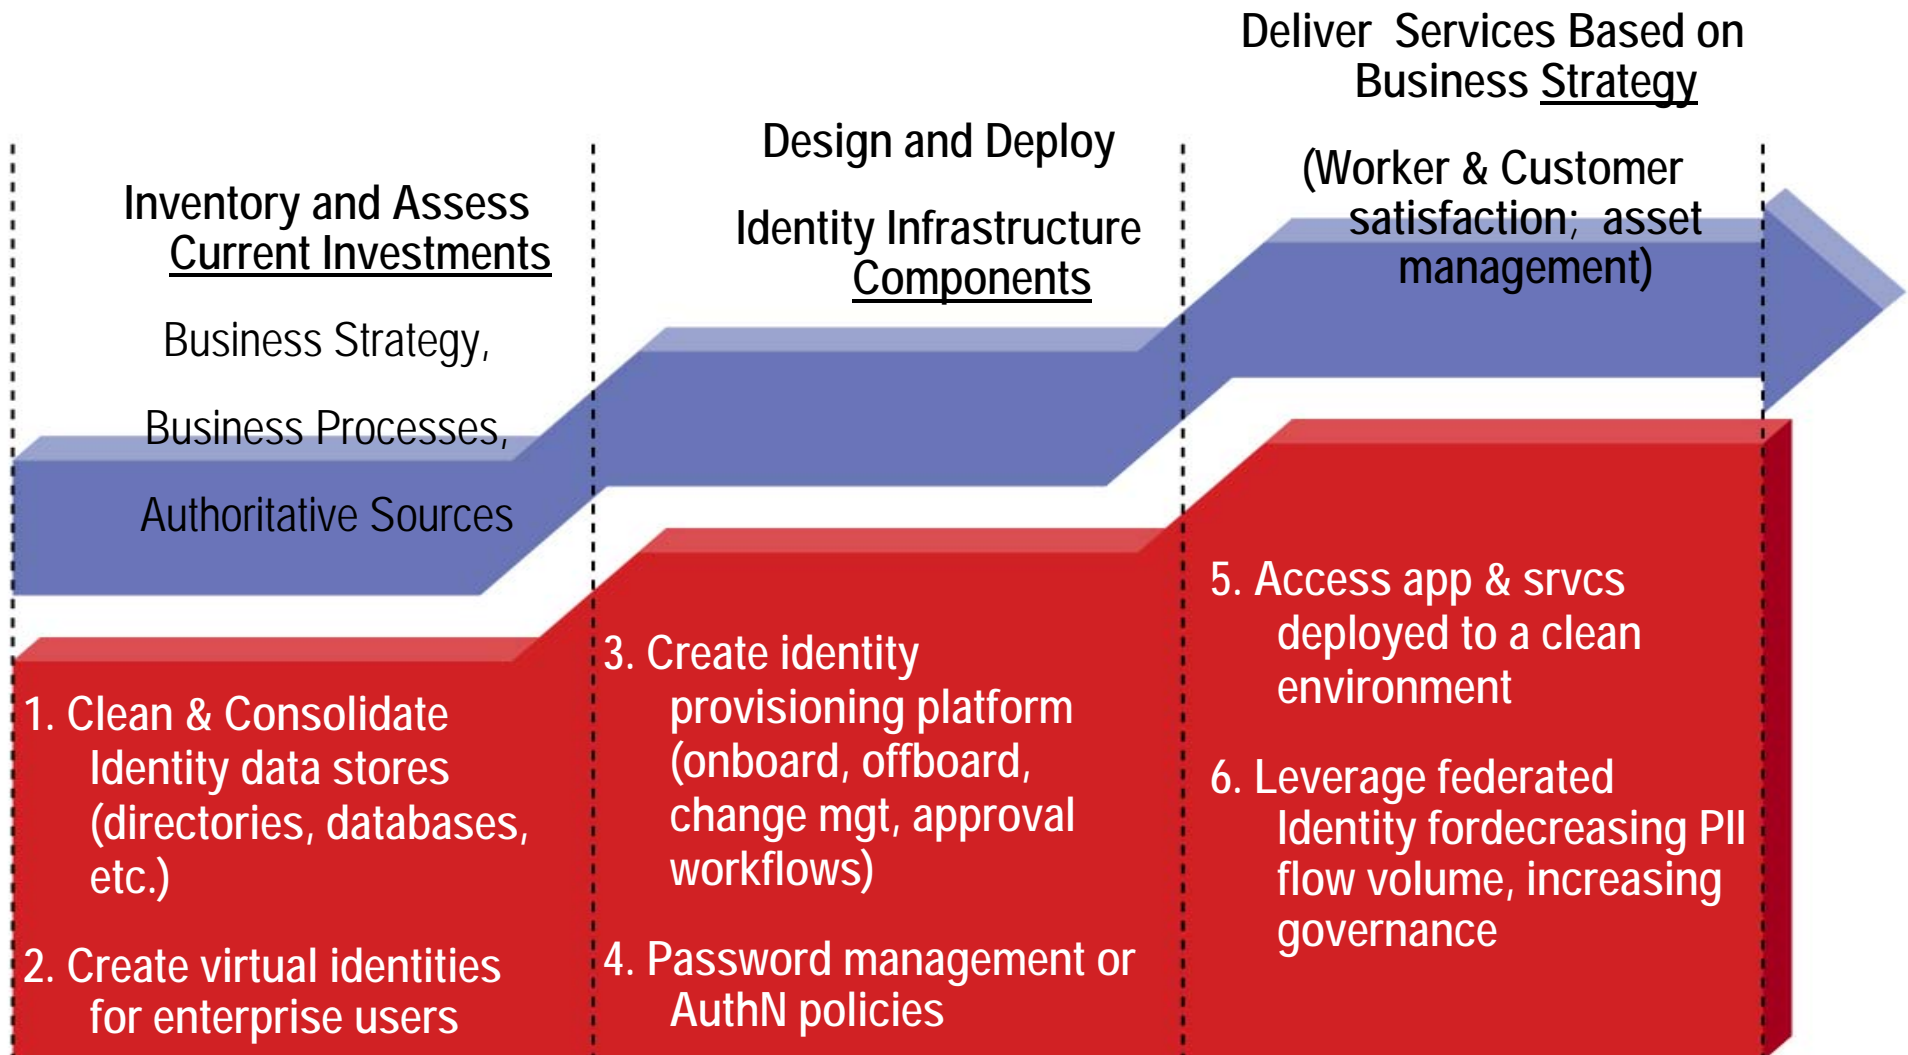 Inventory and Assess
Current Investments
Business Strategy,
Business Processes,
Authoritative Sources
1. Clean & Consolidate
Identity data stores
(directories, databases,
etc.)
2. Create virtual identities
for enterprise users
Design and Deploy
Identity Infrastructure
Components
3. Create identity
provisioning platform
(onboard, offboard,
change mgt, approval
workflows)
4. Password management or
AuthN policies
Deliver Services Based on
Business Strategy
(Worker & Customer
satisfaction; asset
management)
5. Access app & srvcs
deployed to a clean
environment
6. Leverage federated
Identity fordecreasing PII
flow volume, increasing
governance